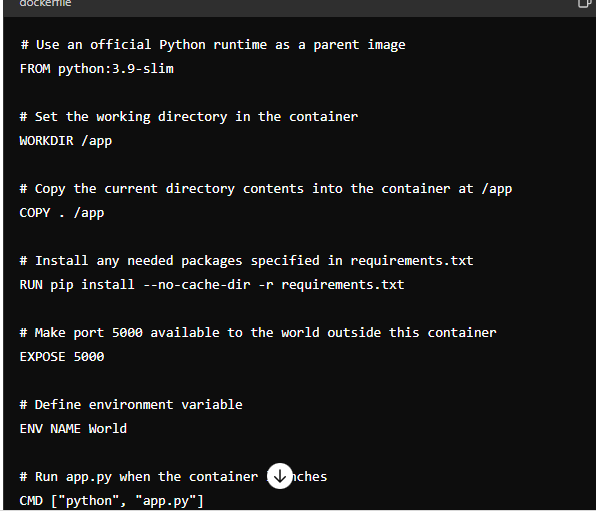 dockerfile
# Use an official Python runtime as a parent image
FROM python:3.9-slim
# Set the working directory in the container
WORKDIR /app
# Copy the current directory contents into the container at /app
COPY . /app
# Install any needed packages specified in requirements.txt
RUN pip install --no-cache-dir -r requirements.txt
# Make port 5000 available to the world outside this container
EXPOSE 5000
# Define environment variable
ENV NAME World
# Run app.py when the container nches
CMD ["python", "app.py"]